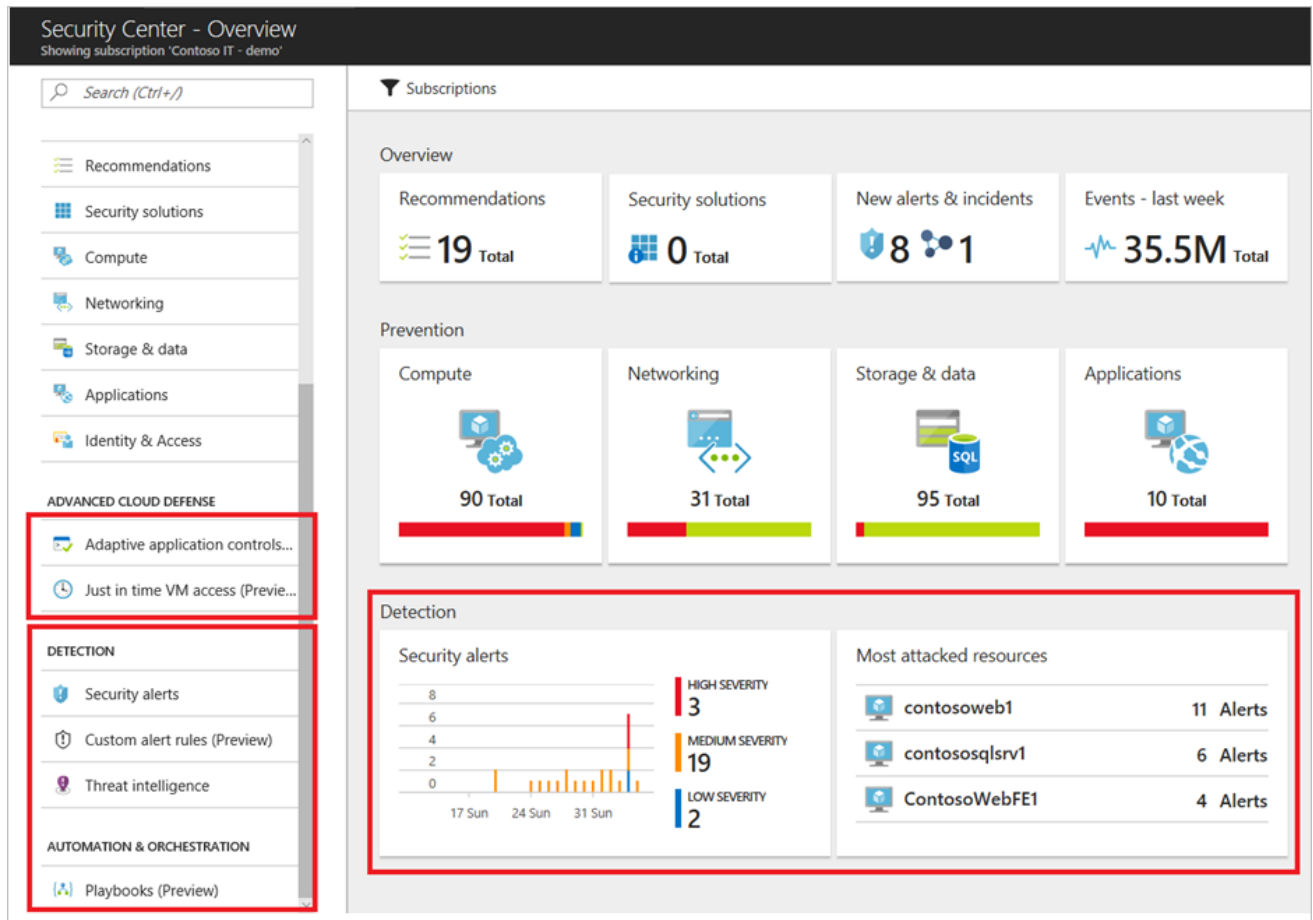 Security Center - Overview
Showing subscription 'Contoso IT - demo'
Search (Ctrl+/)
Recommendations
Security solutions
Compute
Networking
Storage & data
Applications
Identity & Access
ADVANCED CLOUD DEFENSE
Adaptive application controls...
Just in time VM access (Previe...
DETECTION
Security alerts
Custom alert rules (Preview)
Threat intelligence
AUTOMATION & ORCHESTRATION
Playbooks (Preview)
Subscriptions
Overview
Recommendations
19 Total
Security solutions
0 Total
New alerts & incidents
8 1
Events - last week
35.5M Total
Prevention
Compute
90 Total
Networking
31 Total
Storage & data
SQL
95 Total
Applications
10 Total
Detection
Security alerts
8
6
4
2
0
17 Sun 24 Sun 31 Sun
HIGH SEVERITY
3
MEDIUM SEVERITY
19
LOW SEVERITY
2
Most attacked resources
contosoweb1 11 Alerts
contososqlsrv1 6 Alerts
ContosoWebFE1 4 Alerts